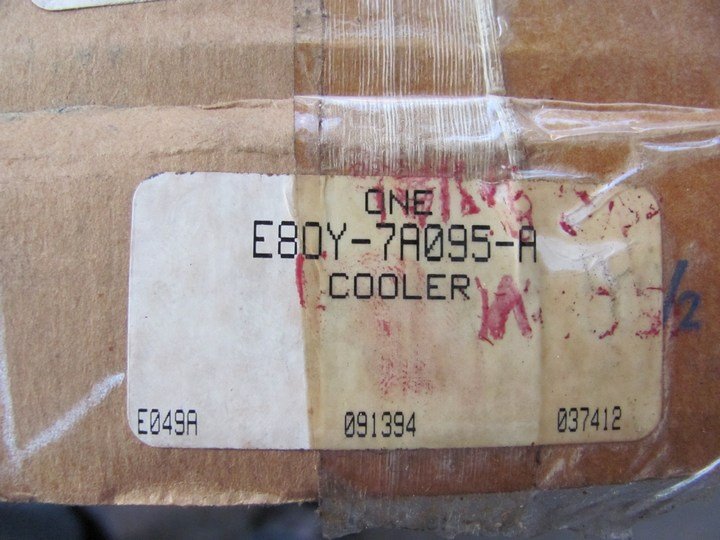 ONE
E8DY-7A095-A
COOLER
E049A 091394 037412